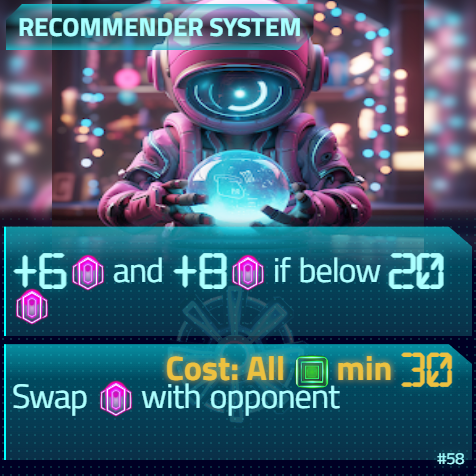 RECOMMENDER SYSTEM
+6 and +8 if below 20
Cost: All min 30
Swap with opponent
#58